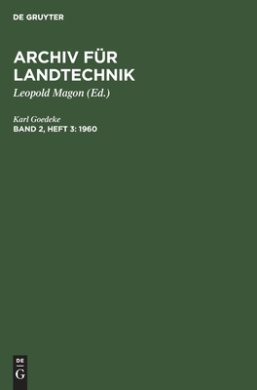 DE GRUYTER
ARCHIV FÜR
LANDTECHNIK
Leopold Magon (Ed.)
Karl Goedeke
BAND 2, HEFT 3: 1960
DE
G